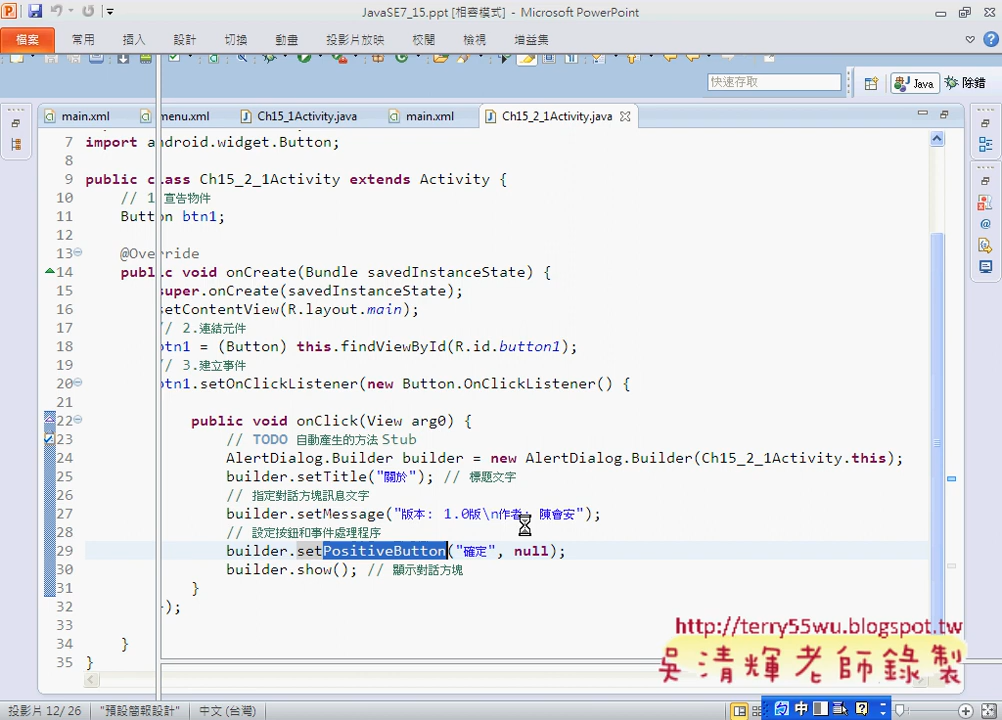 JavaSE7_15.ppt [相容模式] - Microsoft PowerPoint
檔案 常用 插入 設計 切換 動畫 投影片放映 校閱 檢視 增益集
快速存取 Java 除錯
main.xml menu.xml Ch15_1Activity.java main.xml Ch15_2_1Activity.java
7 import android.widget.Button;
8
9 public class Ch15_2_1Activity extends Activity {
10 // 1 宣告物件
11 Button btn1;
12
13 @Override
14 public void onCreate(Bundle savedInstanceState) {
15 super.onCreate(savedInstanceState);
16 setContentView(R.layout.main);
17 // 2.連結元件
18 btn1 = (Button) this.findViewById(R.id.button1);
19 // 3.建立事件
20 btn1.setOnClickListener(new Button.OnClickListener() {
21
22 public void onClick(View arg0) {
23 // TODO 自動產生的方法 Stub
24 AlertDialog.Builder builder = new AlertDialog.Builder(Ch15_2_1Activity.this);
25 builder.setTitle("關於"); // 標題文字
26 // 指定對話方塊訊息文字
27 builder.setMessage("版本: 1.0版\n作者: 陳會安");
28 // 設定按鈕和事件處理程序
29 builder.setPositiveButton("確定", null);
30 builder.show(); // 顯示對話方塊
31 }
32 });
33
34 }
35 }
http://terry55wu.blogspot.tw
吳清輝老師錄製
投影片 12/26 "預設簡報設計" 中文 (台灣) 中